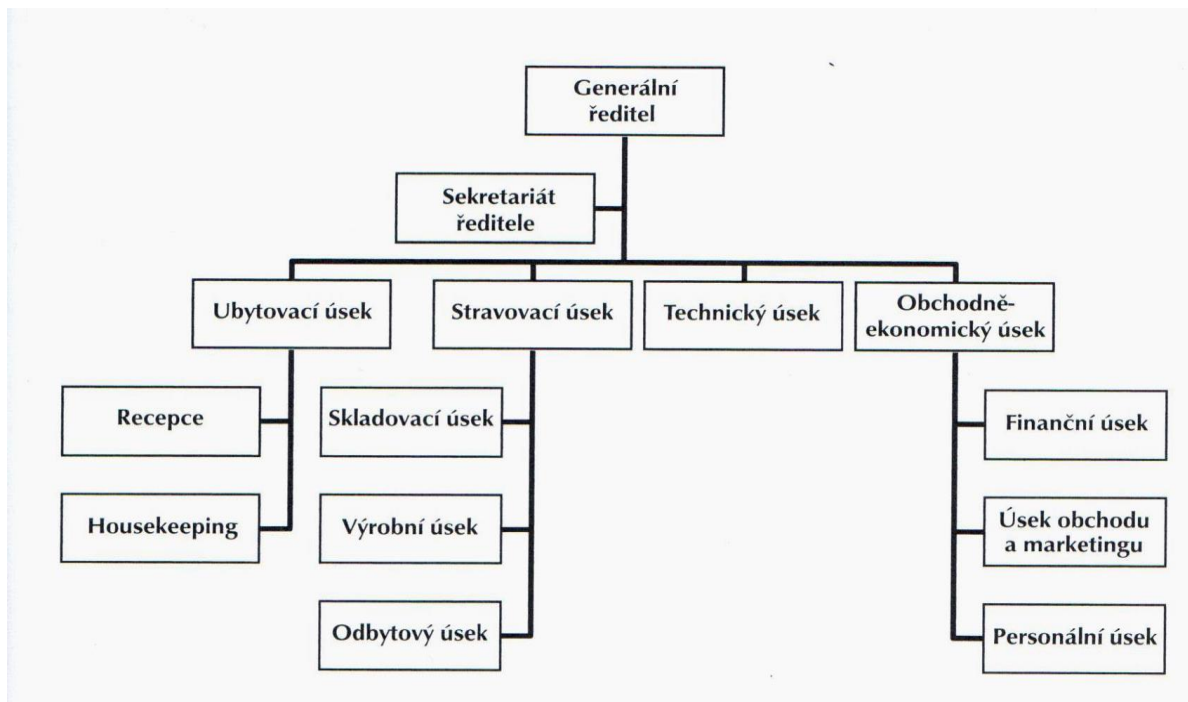 Generální
ředitel
Sekretariát
ředitele
Ubytovací úsek
Stravovací úsek
Technický úsek
Obchodně-
ekonomický úsek
Recepce
Skladovací úsek
Finanční úsek
Housekeeping
Výrobní úsek
Úsek obchodu
a marketingu
Odbytový úsek
Personální úsek